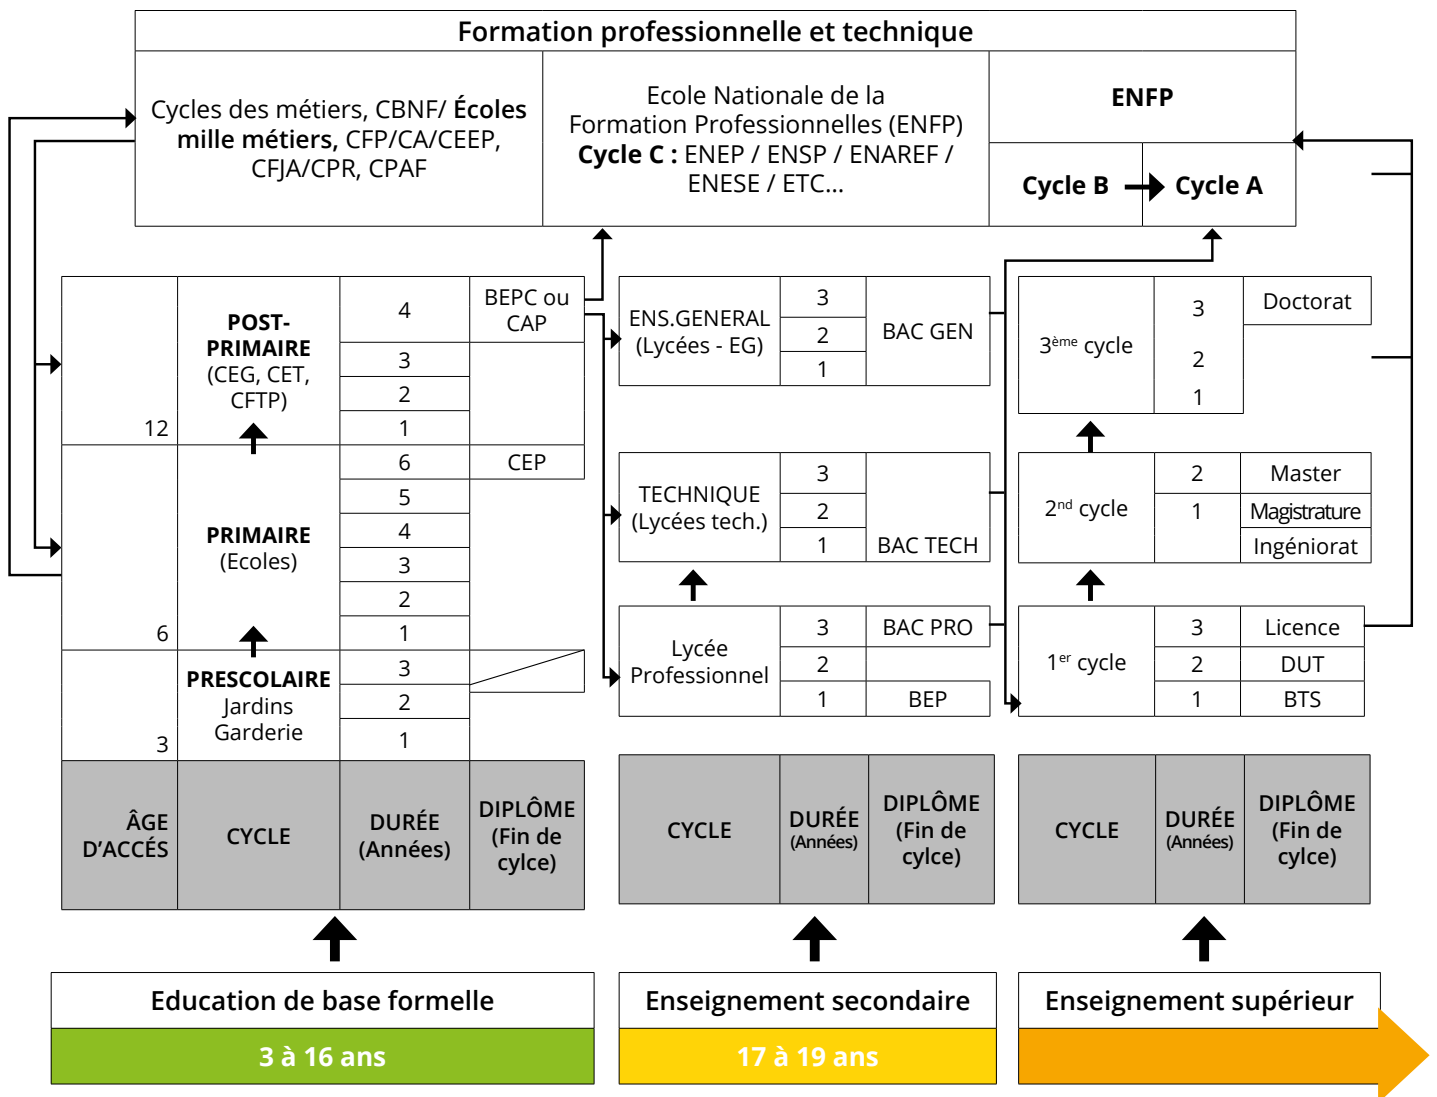 Formation professionnelle et technique
Cycles des métiers, CBNF/ Écoles
mille métiers, CFP/CA/CEEP,
CFJA/CPR, CPAF
Ecole Nationale de la
Formation Professionnelles (ENFP)
Cycle C : ENEP / ENSP / ENAREF /
ENESE / ETC...
ENFP
Cycle B
Cycle A
12
POST-
PRIMAIRE
(CEG, CET,
CFTP)
4
3
2
1
BEPC ou
CAP
6
PRIMAIRE
(Ecoles)
6
5
4
3
2
1
CEP
3
PRESCOLAIRE
Jardins
Garderie
3
2
1
ÂGE
D'ACCÉS
CYCLE
DURÉE
(Années)
DIPLÔME
(Fin de
cylce)
ENS.GENERAL
(Lycées - EG)
3
2
1
BAC GEN
TECHNIQUE
(Lycées tech.)
3
2
1
BAC TECH
Lycée
Professionnel
3
2
1
BAC PRO
BEP
CYCLE
DURÉE
(Années)
DIPLÔME
(Fin de
cylce)
3ème cycle
3
2
1
Doctorat
2nd cycle
2
1
Master
Magistrature
Ingéniorat
1er cycle
3
2
1
Licence
DUT
BTS
CYCLE
DURÉE
(Années)
DIPLÔME
(Fin de
cylce)
Education de base formelle
3 à 16 ans
Enseignement secondaire
17 à 19 ans
Enseignement supérieur